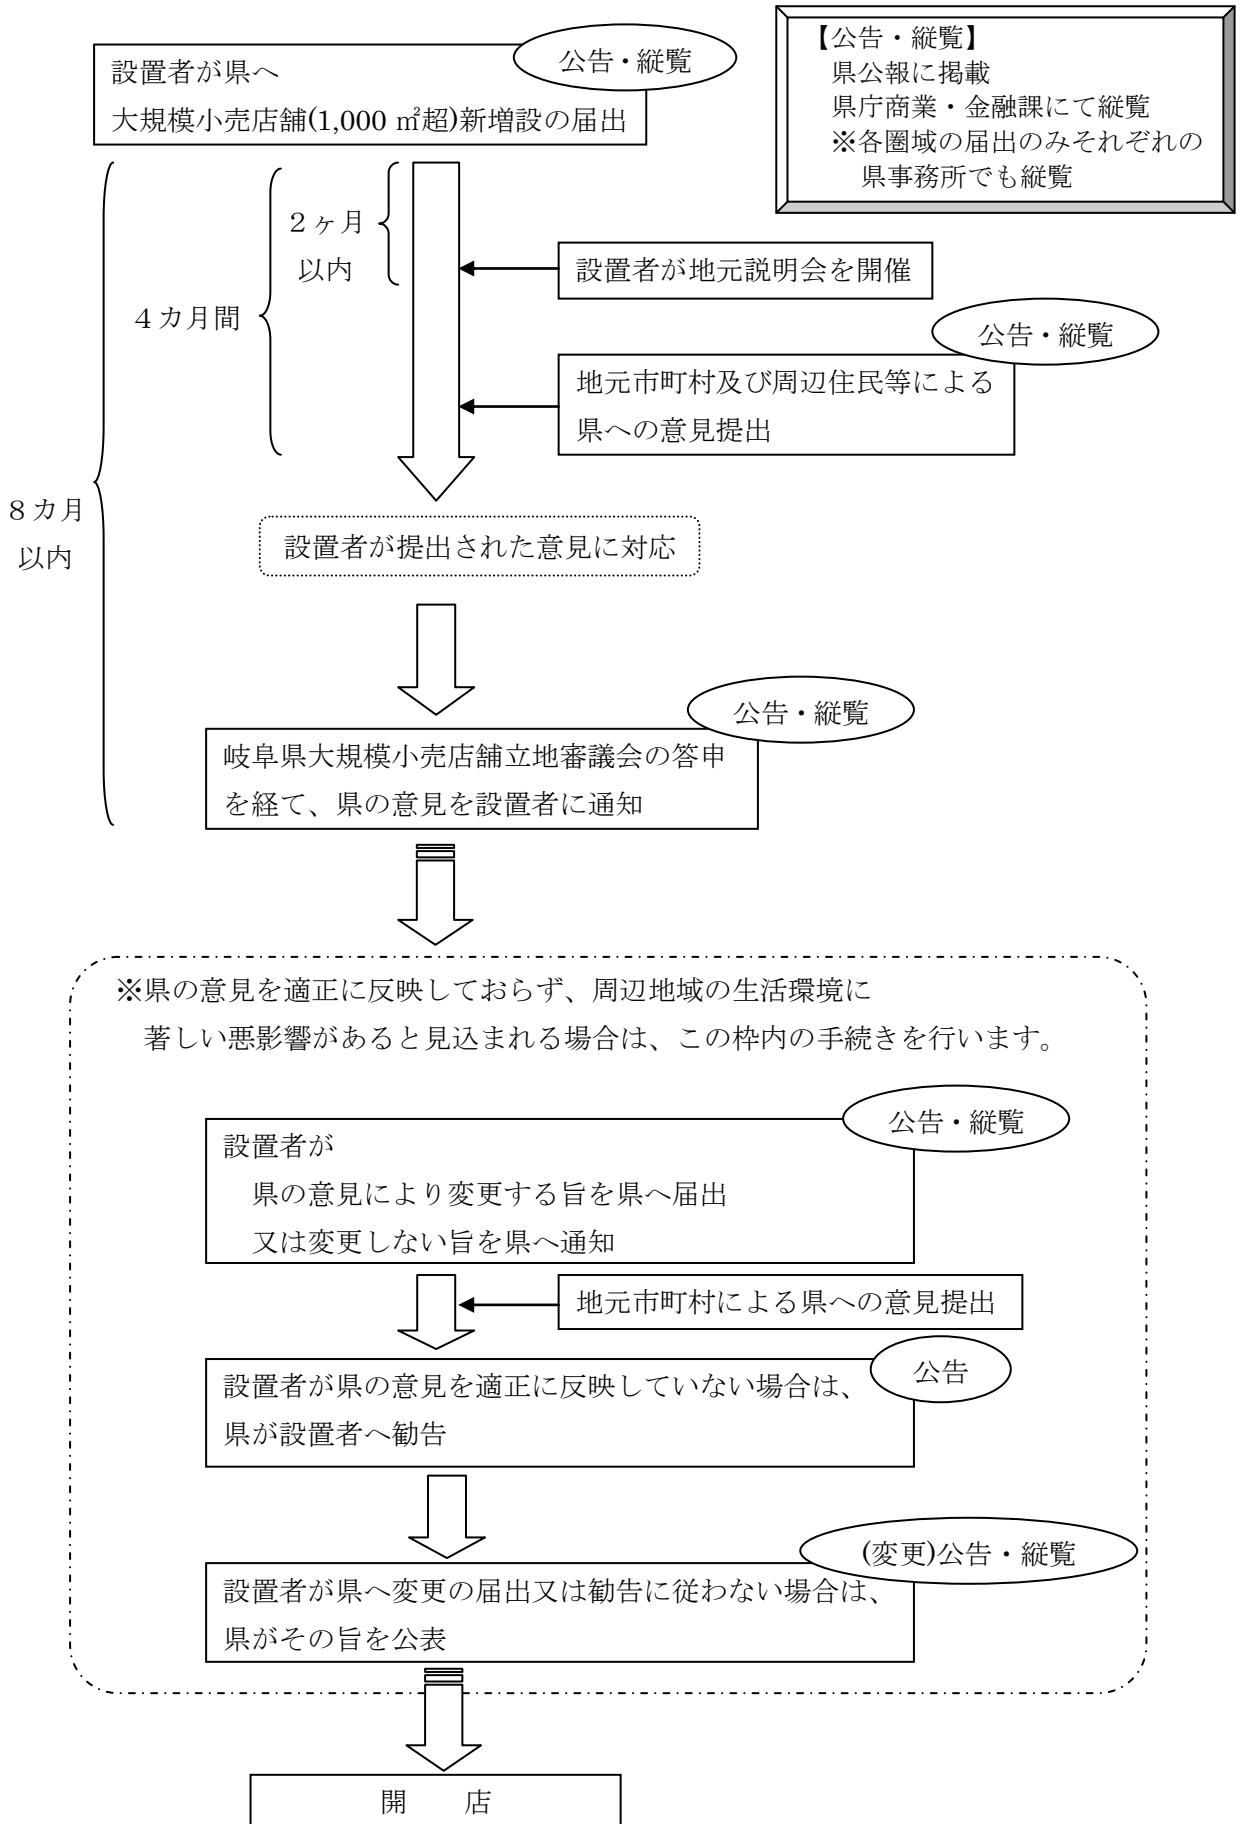 公告・縦覧
設置者が県へ
大規模小売店舗(1,000 ㎡超)新増設の届出
【公告・縦覧】
県公報に掲載
県庁商業・金融課にて縦覧
※各圏域の届出のみそれぞれの
県事務所でも縦覧
２ヶ月
以内
設置者が地元説明会を開催
４カ月間
公告・縦覧
地元市町村及び周辺住民等による
県への意見提出
８カ月
以内
設置者が提出された意見に対応
公告・縦覧
岐阜県大規模小売店舗立地審議会の答申
を経て、県の意見を設置者に通知
※県の意見を適正に反映しておらず、周辺地域の生活環境に
著しい悪影響があると見込まれる場合は、この枠内の手続きを行います。
公告・縦覧
設置者が
県の意見により変更する旨を県へ届出
又は変更しない旨を県へ通知
地元市町村による県への意見提出
公告
設置者が県の意見を適正に反映していない場合は、
県が設置者へ勧告
(変更)公告・縦覧
設置者が県へ変更の届出又は勧告に従わない場合は、
県がその旨を公表
開　　店